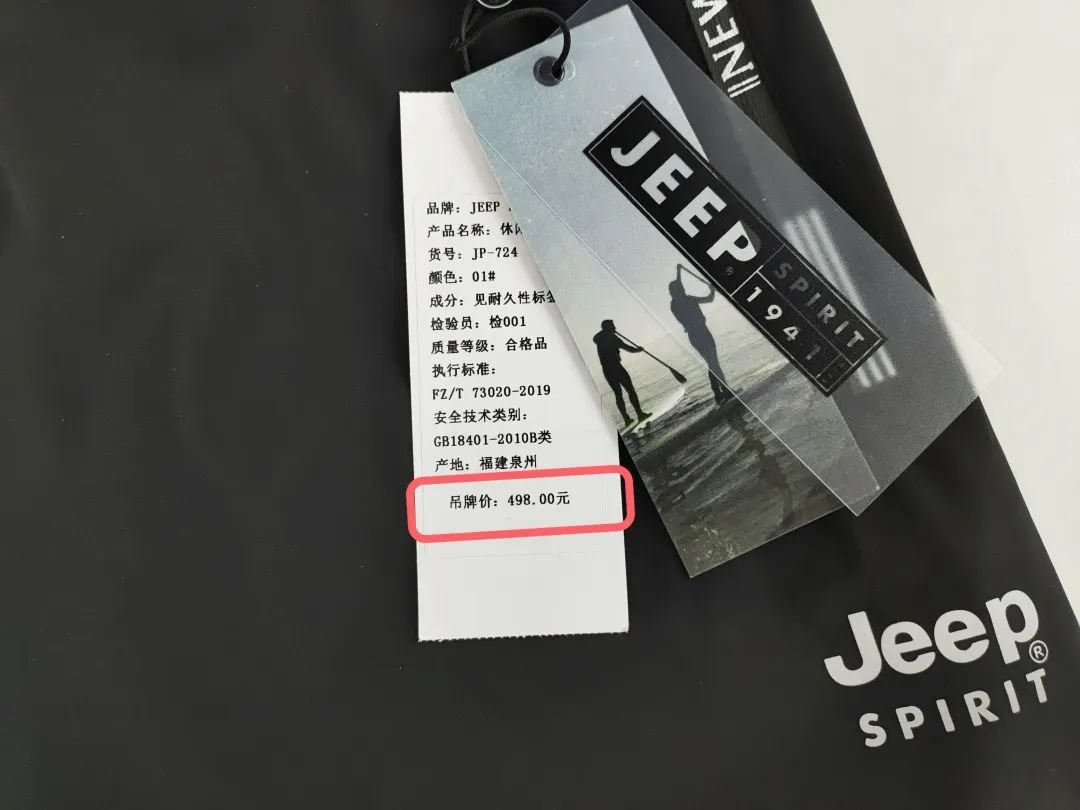 NEW
JEEP
SPIRIT
1941
品牌：JEEP
产品名称：休
货号：JP-724
颜色：01#
成分：见耐久性标签
检验员：检001
质量等级：合格品
执行标准：
FZ/T 73020-2019
安全技术类别：
GB18401-2010B类
产地：福建泉州
吊牌价：498.00元
Jeep®
SPIRIT